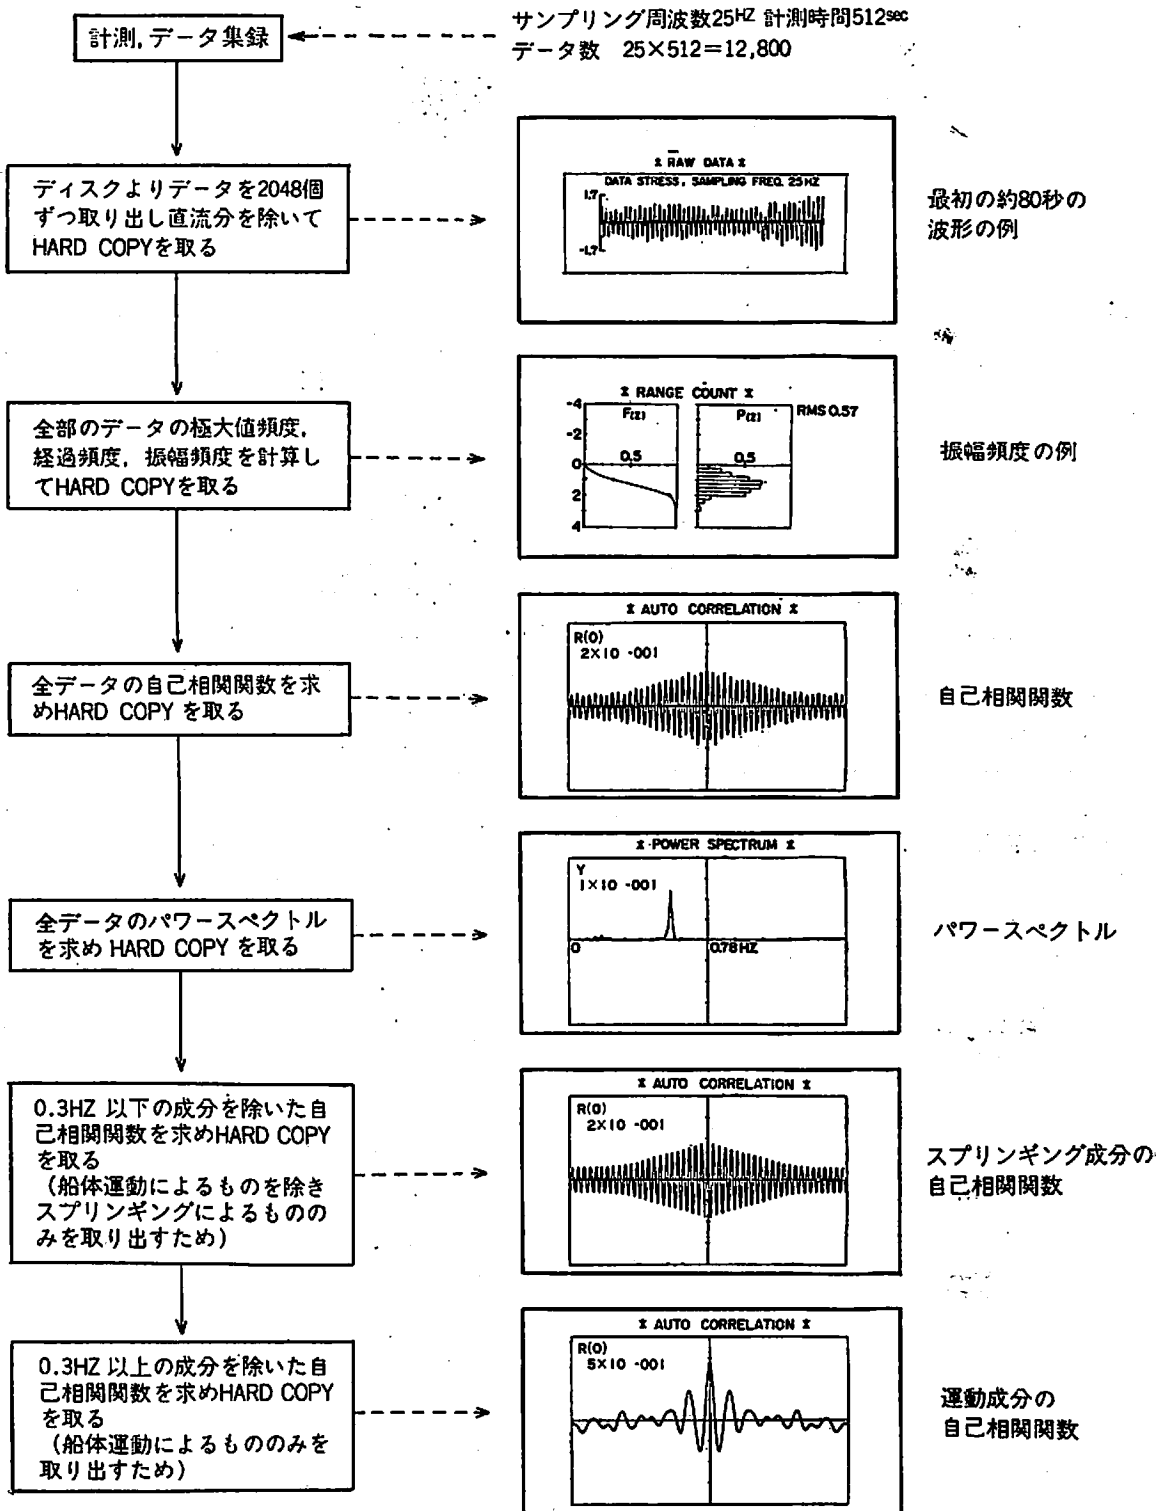 計測，データ集録
サンプリング周波数25HZ 計測時間512sec
データ数 25×512＝12,800
ディスクよりデータを2048個
ずつ取り出し直流分を除いて
HARD COPYを取る
* RAW DATA *
DATA STRESS, SAMPLING FREQ. 25HZ
1.7
-1.7
最初の約80秒の
波形の例
全部のデータの極大値頻度，
経過頻度，振幅頻度を計算し
てHARD COPYを取る
* RANGE COUNT *
-4
-2
0
2
4
F(Z)
0.5
P(Z)
0.5
RMS 0.57
振幅頻度の例
全データの自己相関関数を求
めHARD COPY を取る
* AUTO CORRELATION *
R(0)
2×10 -001
自己相関関数
全データのパワースペクトル
を求め HARD COPY を取る
* POWER SPECTRUM *
Y
1×10 -001
0
0.78HZ
パワースペクトル
0.3HZ 以下の成分を除いた自
己相関関数を求めHARD COPY
を取る
（船体運動によるものを除き
スプリンギングによるものの
みを取り出すため）
* AUTO CORRELATION *
R(0)
2×10 -001
スプリンギング成分の
自己相関関数
0.3HZ 以上の成分を除いた自
己相関関数を求めHARD COPY
を取る
（船体運動によるもののみを
取り出すため）
* AUTO CORRELATION *
R(0)
5×10 -001
運動成分の
自己相関関数